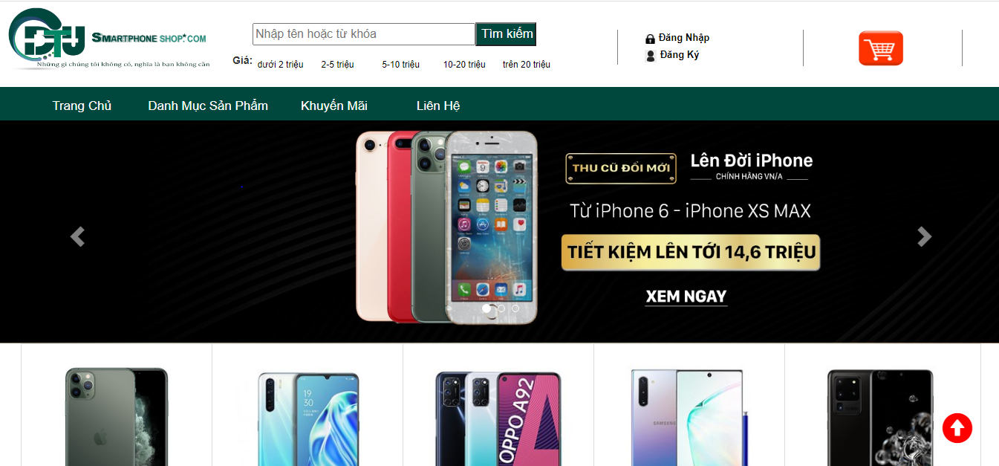 DTU SMARTPHONE SHOP.COM
Những gì chúng tôi không có, nghĩa là bạn không cần
Nhập tên hoặc từ khóa
Tìm kiếm
Giá: dưới 2 triệu 2-5 triệu 5-10 triệu 10-20 triệu trên 20 triệu
Đăng Nhập
Đăng Ký
Trang Chủ Danh Mục Sản Phẩm Khuyến Mãi Liên Hệ
THU CŨ ĐỔI MỚI
Lên Đời iPhone
CHÍNH HÃNG VN/A
Từ iPhone 6 - iPhone XS MAX
TIẾT KIỆM LÊN TỚI 14,6 TRIỆU
XEM NGAY
19
30
OPPO A92
SAMSUNG